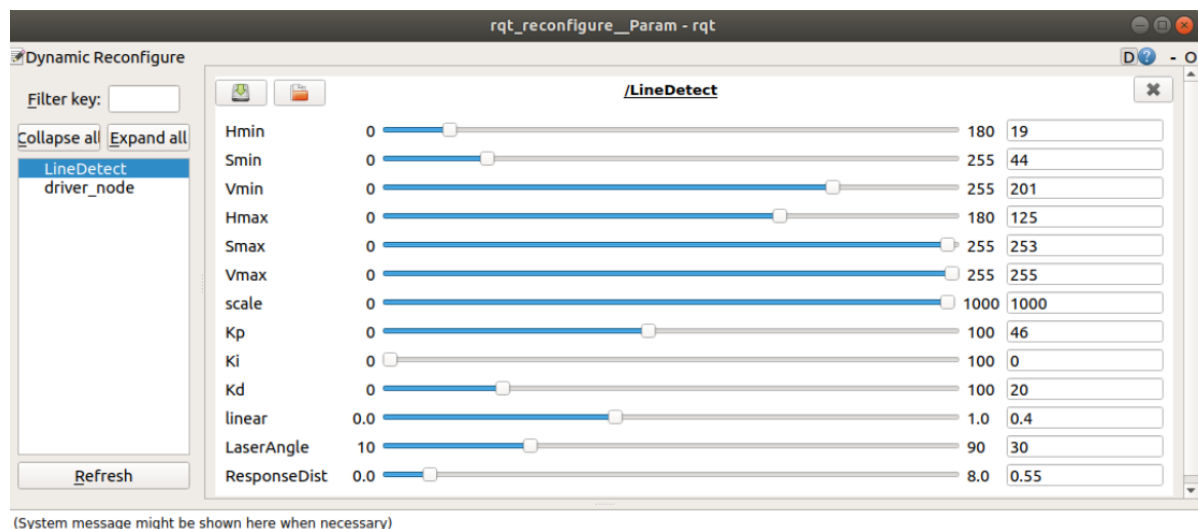 rqt_reconfigure__Param - rqt
Dynamic Reconfigure
D ? - O
Filter key:
Collapse all Expand all
LineDetect
driver_node
Refresh
/LineDetect
Hmin 0 180 19
Smin 0 255 44
Vmin 0 255 201
Hmax 0 180 125
Smax 0 255 253
Vmax 0 255 255
scale 0 1000 1000
Kp 0 100 46
Ki 0 100 0
Kd 0 100 20
linear 0.0 1.0 0.4
LaserAngle 10 90 30
ResponseDist 0.0 8.0 0.55
(System message might be shown here when necessary)